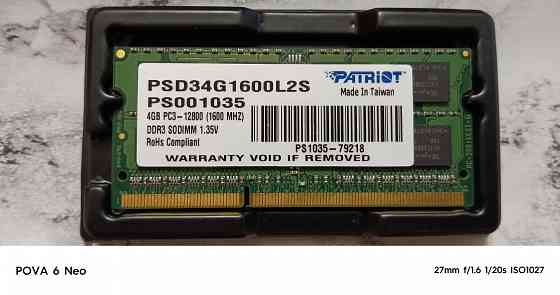 PSD34G1600L2S
PS001035
4GB PC3-12800 (1600 MHZ)
DDR3 SODIMM 1.35V
RoHs Compliant
PATRIOT
Made In Taiwan
PS1035-79218
WARRANTY VOID IF REMOVED
POVA 6 Neo
27mm f/1.6 1/20s ISO1027